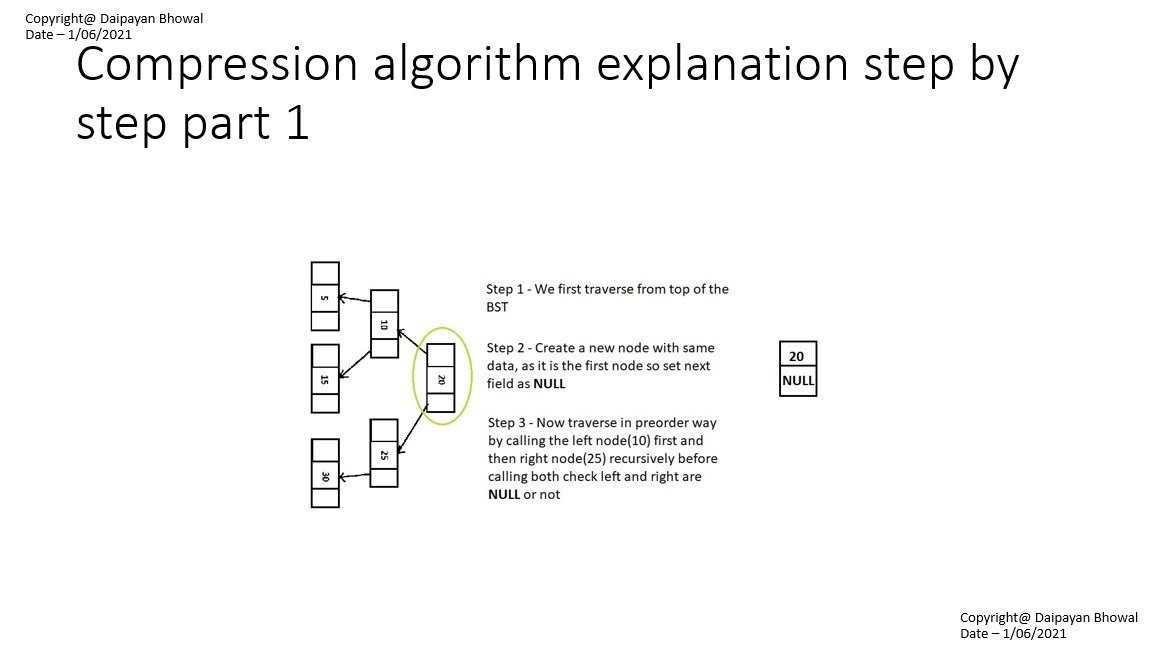 Copyright@ Daipayan Bhowal
Date – 1/06/2021
Compression algorithm explanation step by
step part 1
5
10
15
20
25
30
Step 1 - We first traverse from top of the
BST
Step 2 - Create a new node with same
data, as it is the first node so set next
field as NULL
Step 3 - Now traverse in preorder way
by calling the left node(10) first and
then right node(25) recursively before
calling both check left and right are
NULL or not
20
NULL
Copyright@ Daipayan Bhowal
Date – 1/06/2021